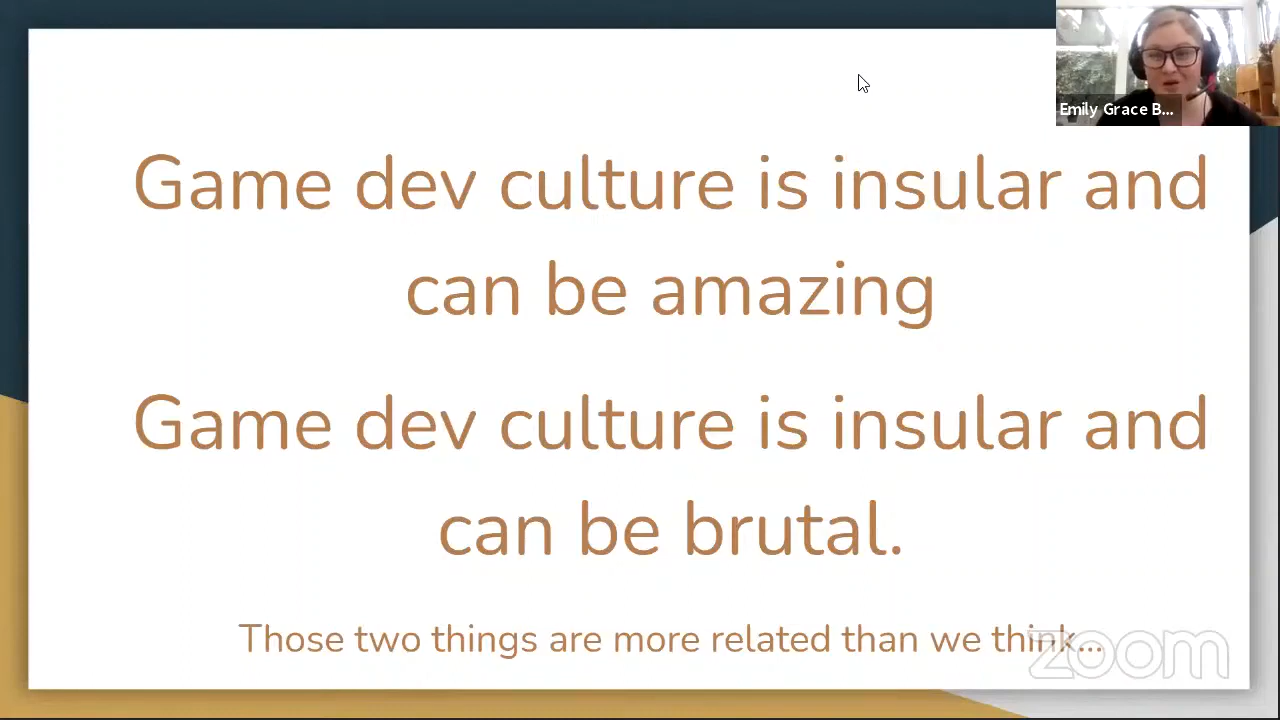 Emily Grace B...
Game dev culture is insular and
can be amazing
Game dev culture is insular and
can be brutal.
Those two things are more related than we think...
zoom